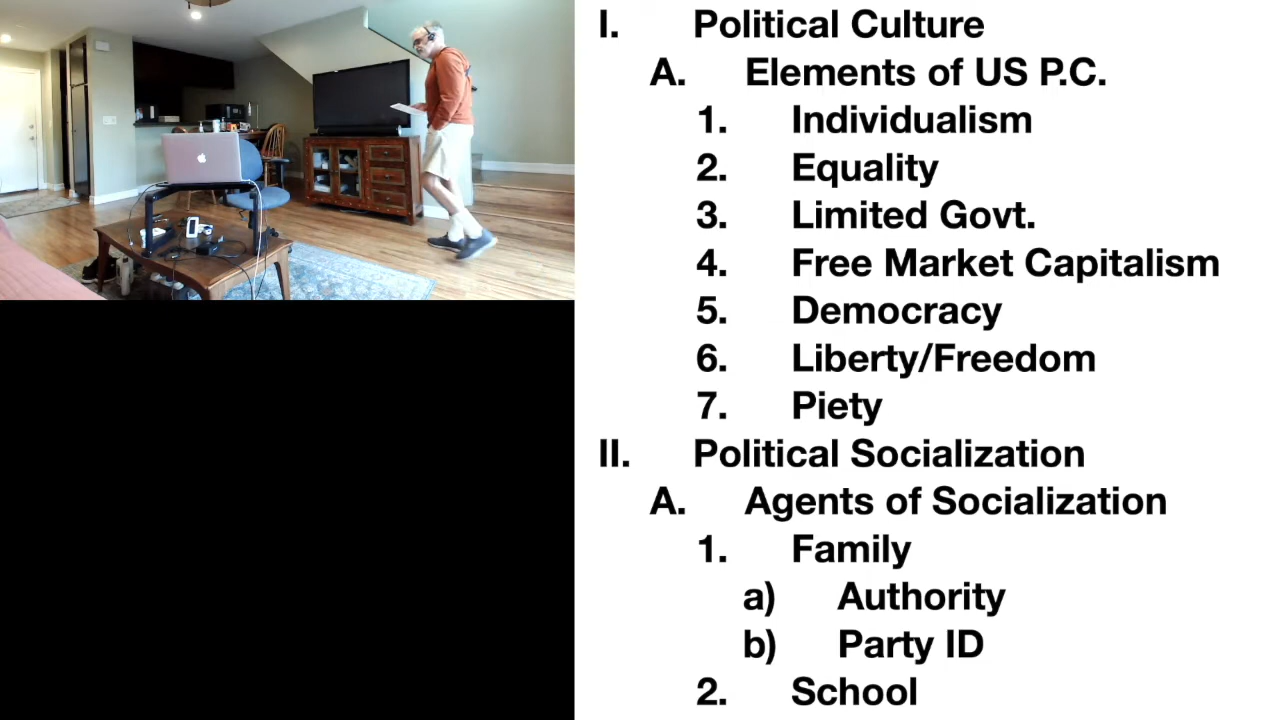 I. Political Culture
A. Elements of US P.C.
1. Individualism
2. Equality
3. Limited Govt.
4. Free Market Capitalism
5. Democracy
6. Liberty/Freedom
7. Piety
II. Political Socialization
A. Agents of Socialization
1. Family
a) Authority
b) Party ID
2. School